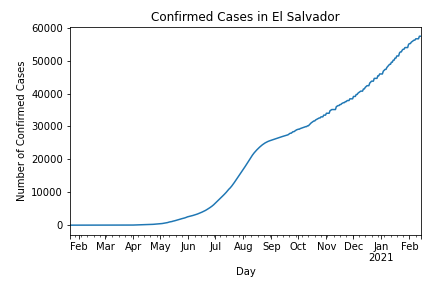 Confirmed Cases in El Salvador
Number of Confirmed Cases
60000
50000
40000
30000
20000
10000
0
Feb Mar Apr May Jun Jul Aug Sep Oct Nov Dec Jan Feb
2021
Day